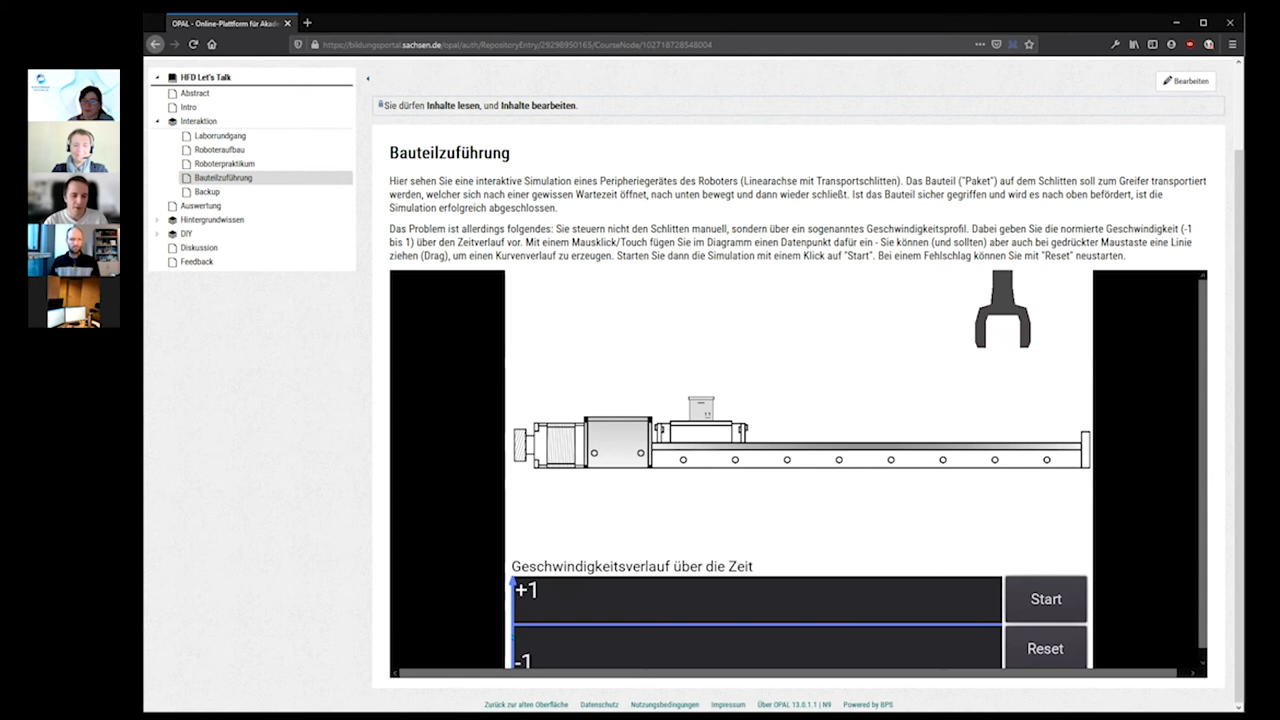 OPAL - Online-Plattform für Akade
https://bildungsportal.sachsen.de/opal/auth/RepositoryEntry/29298950165/CourseNode/102718728548004
HFD Let's Talk
Abstract
Intro
Interaktion
Laborrundgang
Roboteraufbau
Roboterpraktikum
Bauteilzuführung
Backup
Auswertung
Hintergrundwissen
DIY
Diskussion
Feedback
Bearbeiten
Sie dürfen Inhalte lesen, und Inhalte bearbeiten.
Bauteilzuführung
Hier sehen Sie eine interaktive Simulation eines Peripheriegerätes des Roboters (Linearachse mit Transportschlitten). Das Bauteil ("Paket") auf dem Schlitten soll zum Greifer transportiert
werden, welcher sich nach einer gewissen Wartezeit öffnet, nach unten bewegt und dann wieder schließt. Ist das Bauteil sicher gegriffen und wird es nach oben befördert, ist die
Simulation erfolgreich abgeschlossen.
Das Problem ist allerdings folgendes: Sie steuern nicht den Schlitten manuell, sondern über ein sogenanntes Geschwindigkeitsprofil. Dabei geben Sie die normierte Geschwindigkeit (-1
bis 1) über den Zeitverlauf vor. Mit einem Mausklick/Touch fügen Sie im Diagramm einen Datenpunkt dafür ein - Sie können (und sollten) aber auch bei gedrückter Maustaste eine Linie
ziehen (Drag), um einen Kurvenverlauf zu erzeugen. Starten Sie dann die Simulation mit einem Klick auf "Start". Bei einem Fehlschlag können Sie mit "Reset" neustarten.
Geschwindigkeitsverlauf über die Zeit
+1
Start
-1
Reset
Zurück zur alten Oberfläche Datenschutz Nutzungsbedingungen Impressum Über OPAL 13.0.1.1 | N9 Powered by BPS